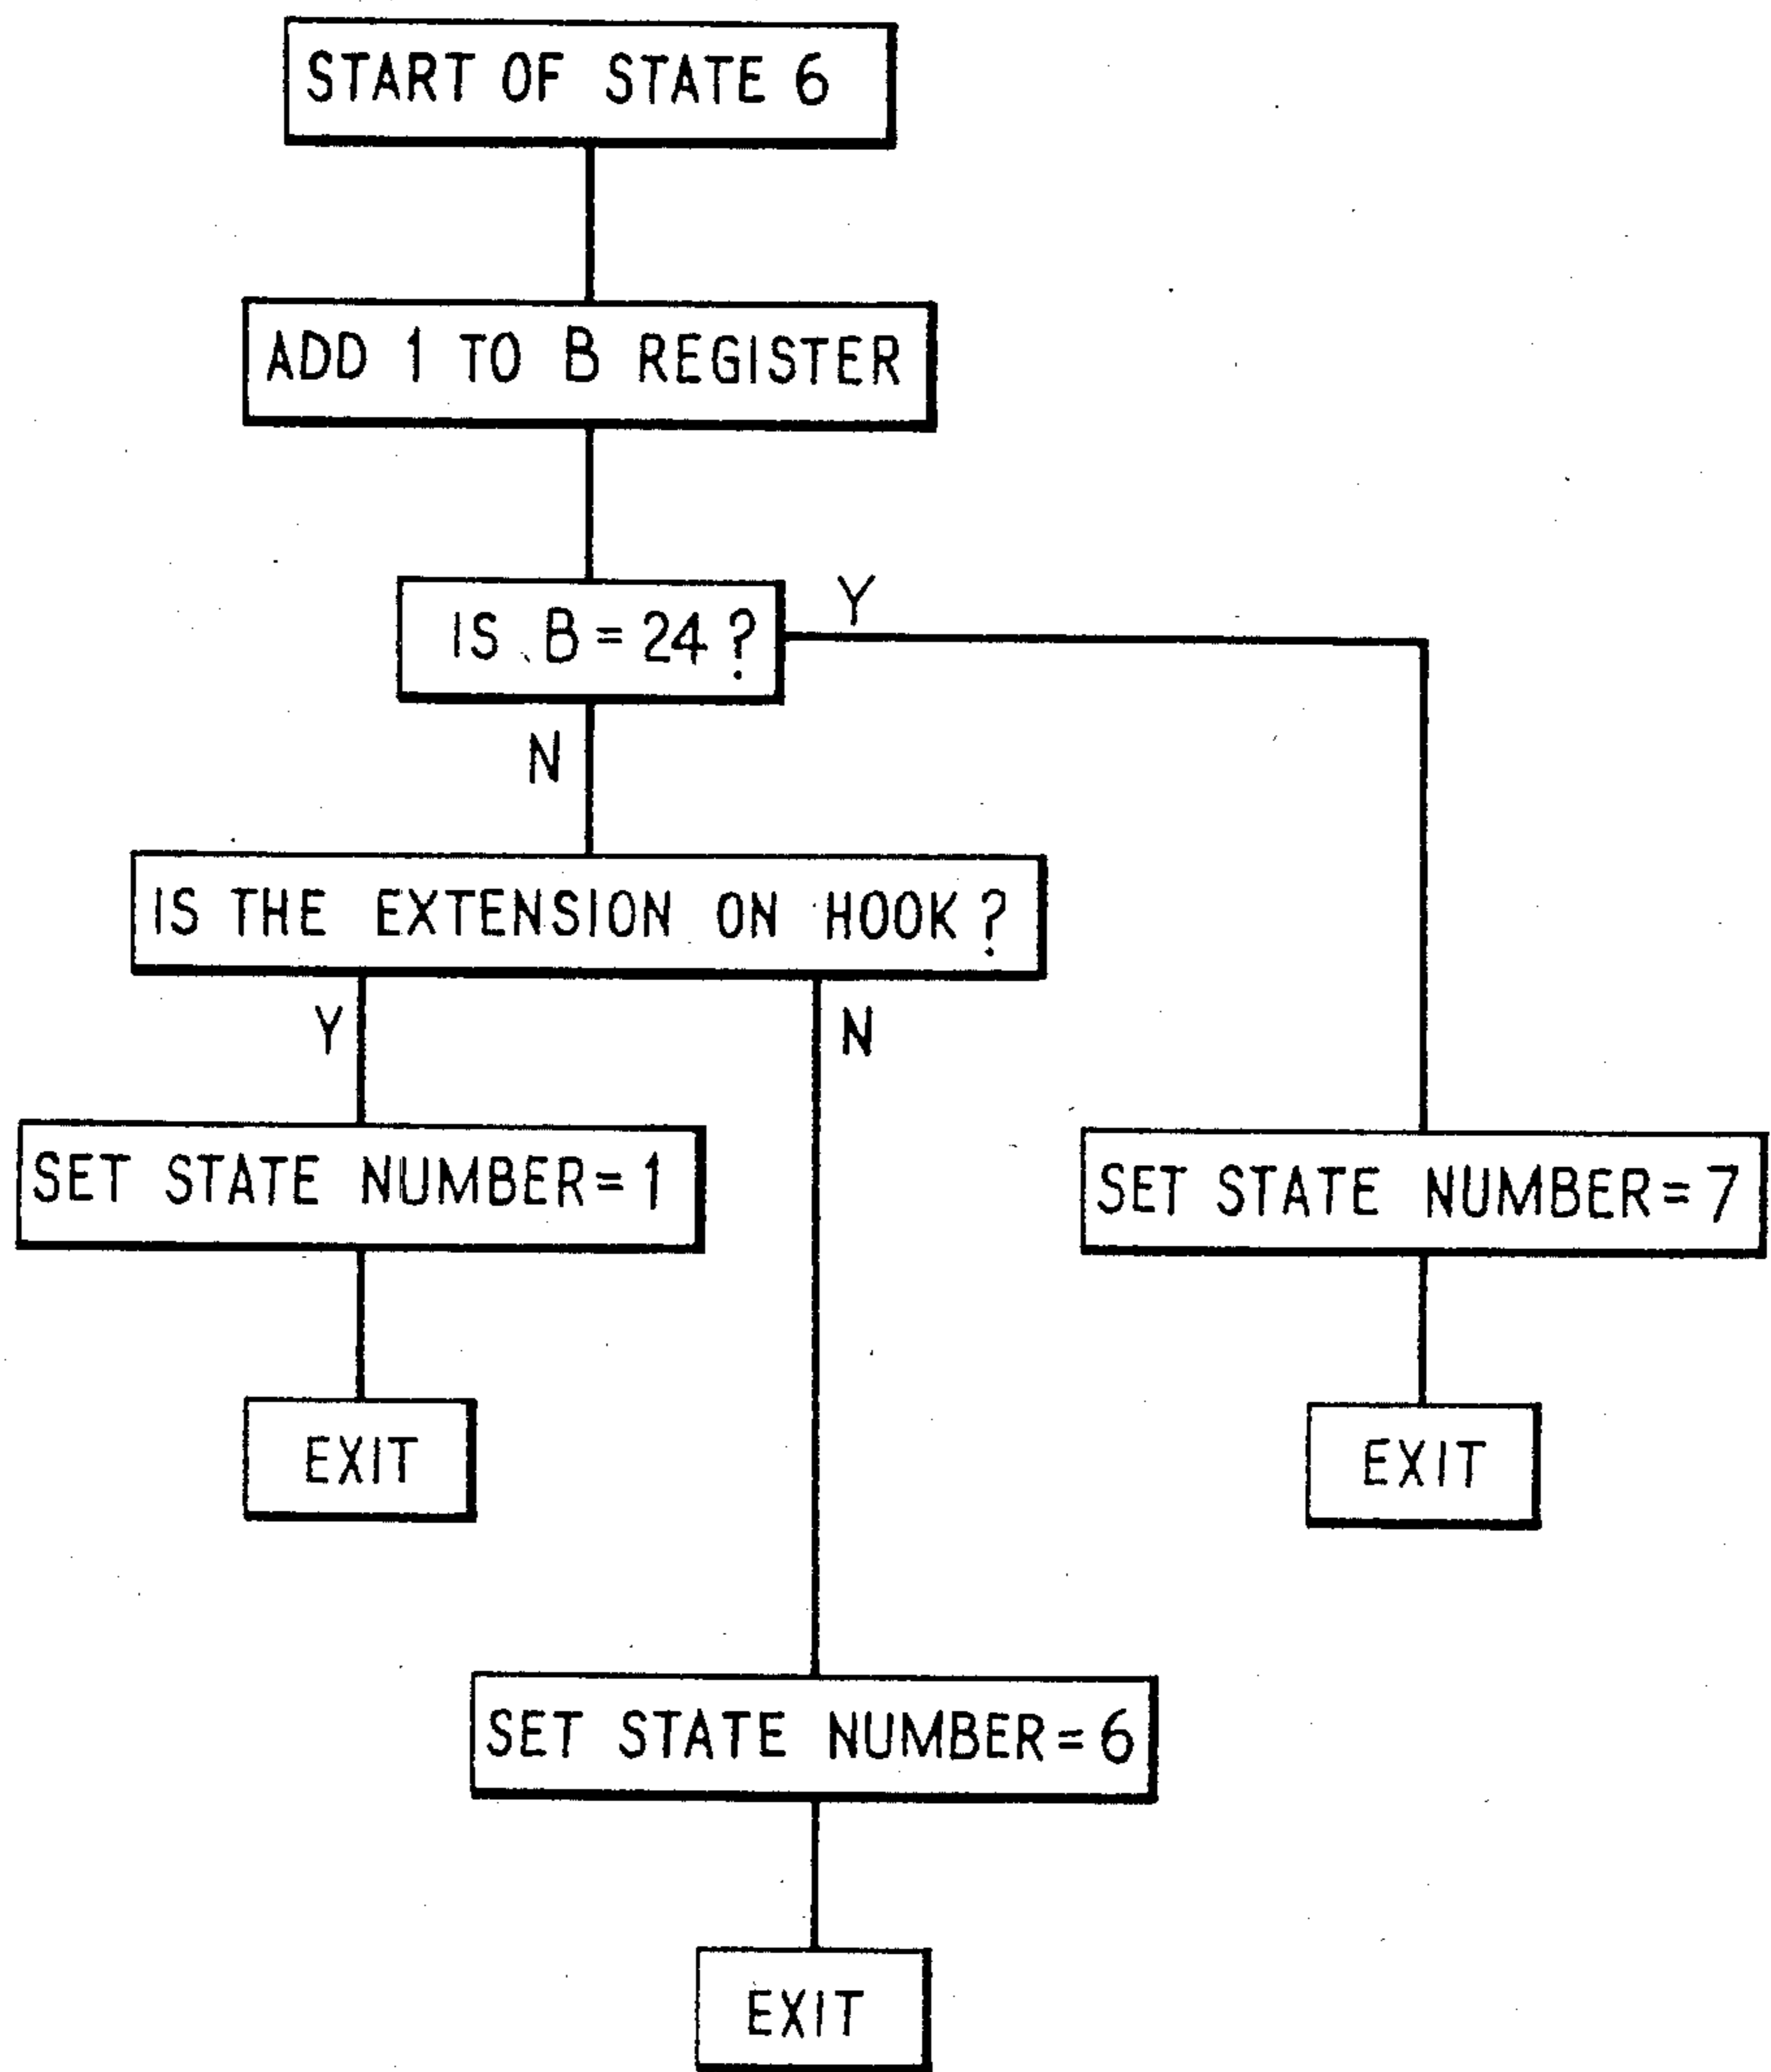 START OF STATE 6
ADD 1 TO B REGISTER
IS B = 24 ?
Y
N
IS THE EXTENSION ON HOOK ?
Y
N
SET STATE NUMBER = 1
SET STATE NUMBER = 7
EXIT
EXIT
SET STATE NUMBER = 6
EXIT